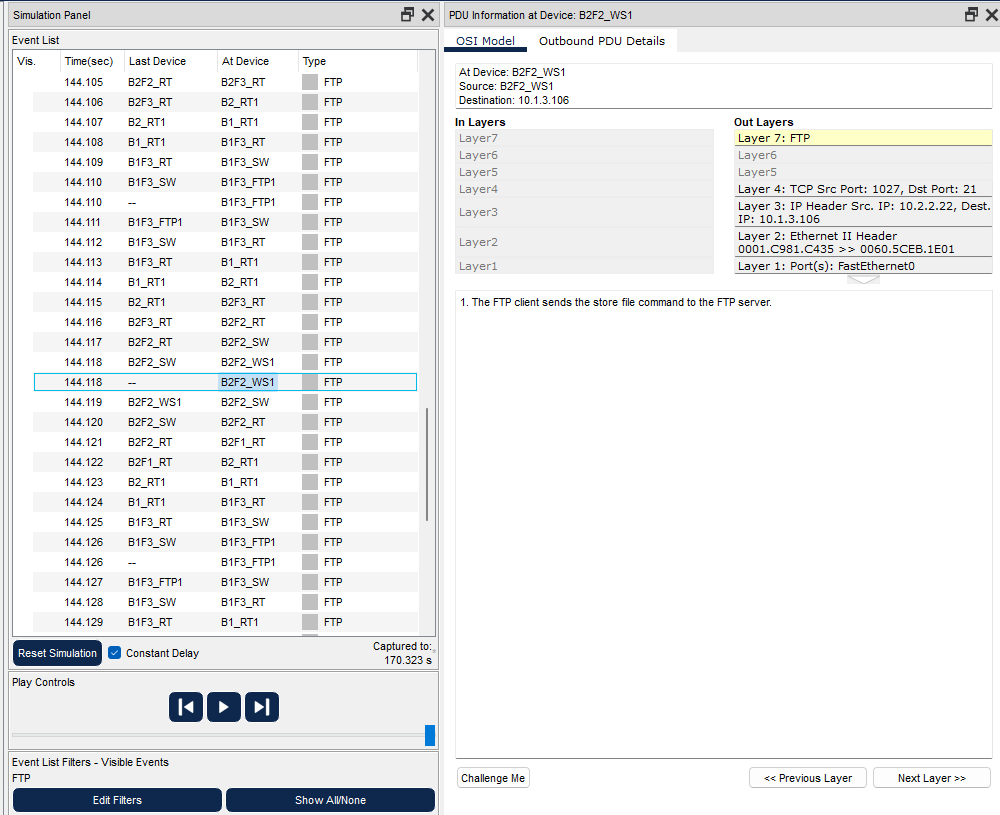 Simulation Panel
Event List
Vis. Time(sec) Last Device At Device Type
144.105 B2F2_RT B2F3_RT FTP
144.106 B2F3_RT B2_RT1 FTP
144.107 B2_RT1 B1_RT1 FTP
144.108 B1_RT1 B1F3_RT FTP
144.109 B1F3_RT B1F3_SW FTP
144.110 B1F3_SW B1F3_FTP1 FTP
144.110 -- B1F3_FTP1 FTP
144.111 B1F3_FTP1 B1F3_SW FTP
144.112 B1F3_SW B1F3_RT FTP
144.113 B1F3_RT B1_RT1 FTP
144.114 B1_RT1 B2_RT1 FTP
144.115 B2_RT1 B2F3_RT FTP
144.116 B2F3_RT B2F2_RT FTP
144.117 B2F2_RT B2F2_SW FTP
144.118 B2F2_SW B2F2_WS1 FTP
144.118 -- B2F2_WS1 FTP
144.119 B2F2_WS1 B2F2_SW FTP
144.120 B2F2_SW B2F2_RT FTP
144.121 B2F2_RT B2F1_RT FTP
144.122 B2F1_RT B2_RT1 FTP
144.123 B2_RT1 B1_RT1 FTP
144.124 B1_RT1 B1F3_RT FTP
144.125 B1F3_RT B1F3_SW FTP
144.126 B1F3_SW B1F3_FTP1 FTP
144.126 -- B1F3_FTP1 FTP
144.127 B1F3_FTP1 B1F3_SW FTP
144.128 B1F3_SW B1F3_RT FTP
144.129 B1F3_RT B1_RT1 FTP
Reset Simulation Constant Delay Captured to:
170.323 s
Play Controls
Event List Filters - Visible Events
FTP
Edit Filters Show All/None
PDU Information at Device: B2F2_WS1
OSI Model Outbound PDU Details
At Device: B2F2_WS1
Source: B2F2_WS1
Destination: 10.1.3.106
In Layers
Layer7
Layer6
Layer5
Layer4
Layer3
Layer2
Layer1
Out Layers
Layer 7: FTP
Layer6
Layer5
Layer 4: TCP Src Port: 1027, Dst Port: 21
Layer 3: IP Header Src. IP: 10.2.2.22, Dest.
IP: 10.1.3.106
Layer 2: Ethernet II Header
0001.C981.C435 >> 0060.5CEB.1E01
Layer 1: Port(s): FastEthernet0
1. The FTP client sends the store file command to the FTP server.
Challenge Me << Previous Layer Next Layer >>